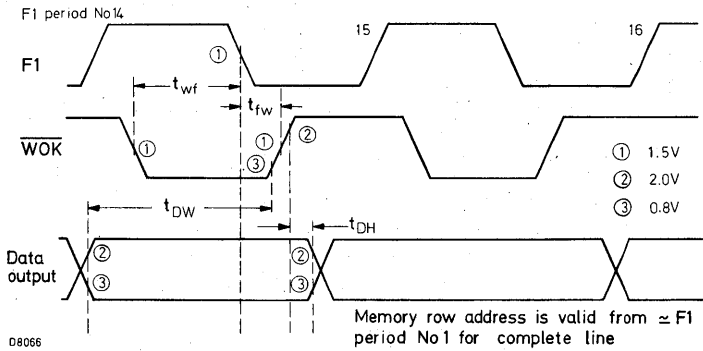 F1 period No14
15
16
F1
①
t_wf
t_fw
WOK
①
①
②
③
① 1.5V
② 2.0V
③ 0.8V
t_DW
t_DH
Data
output
②
③
②
③
Memory row address is valid from ≃ F1
period No1 for complete line
D8066